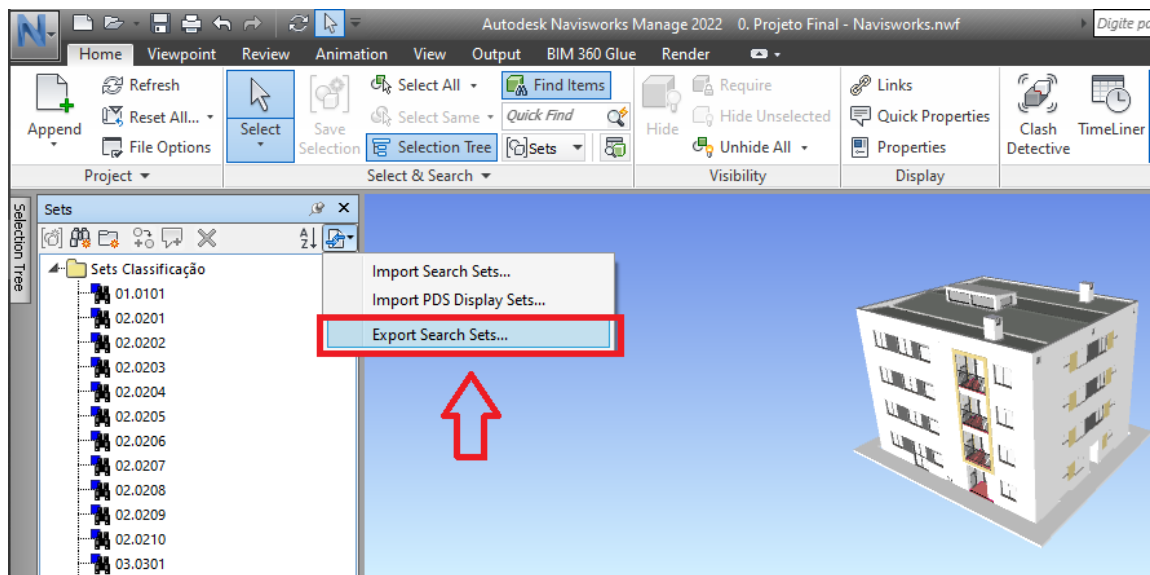 Autodesk Navisworks Manage 2022 0. Projeto Final - Navisworks.nwf
Digite
Home Viewpoint Review Animation View Output BIM 360 Glue Render
Append
Refresh
Reset All...
File Options
Project
Select
Save Selection
Select All
Select Same
Selection Tree
Find Items
Quick Find
Sets
Select & Search
Hide
Require
Hide Unselected
Unhide All
Visibility
Links
Quick Properties
Properties
Display
Clash Detective
TimeLiner
Selection Tree
Sets
Sets Classificação
01.0101
02.0201
02.0202
02.0203
02.0204
02.0205
02.0206
02.0207
02.0208
02.0209
02.0210
03.0301
Import Search Sets...
Import PDS Display Sets...
Export Search Sets...